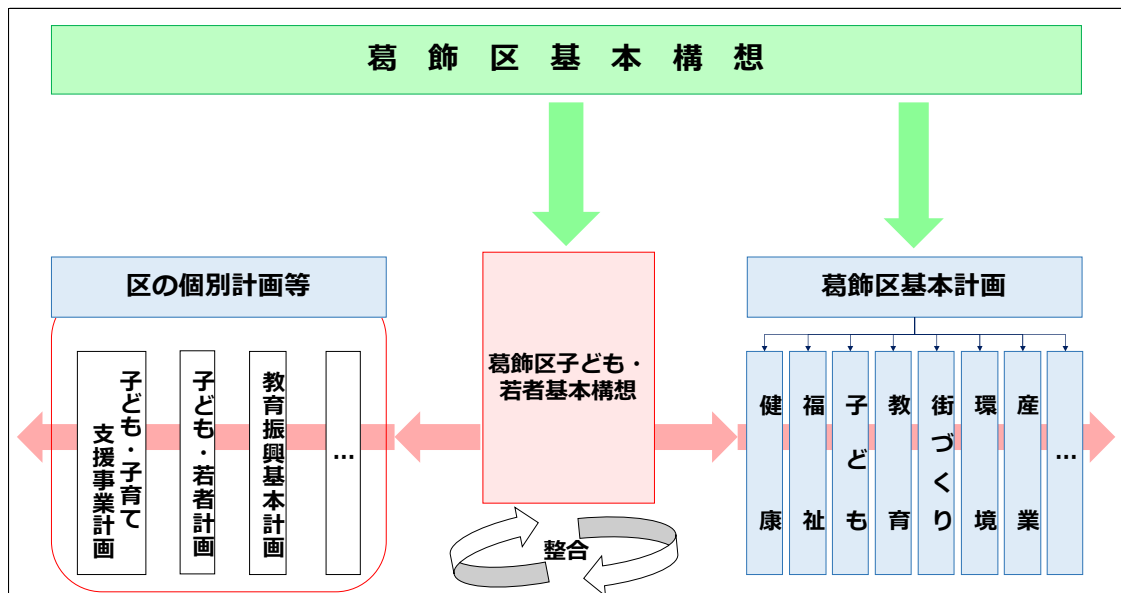 葛飾区基本構想
区の個別計画等
子ども・子育て
支援事業計画
子ども・若者計画
教育振興基本計画
…
葛飾区子ども・
若者基本構想
整合
葛飾区基本計画
健康
福祉
子ども
教育
街づくり
環境
産業
…